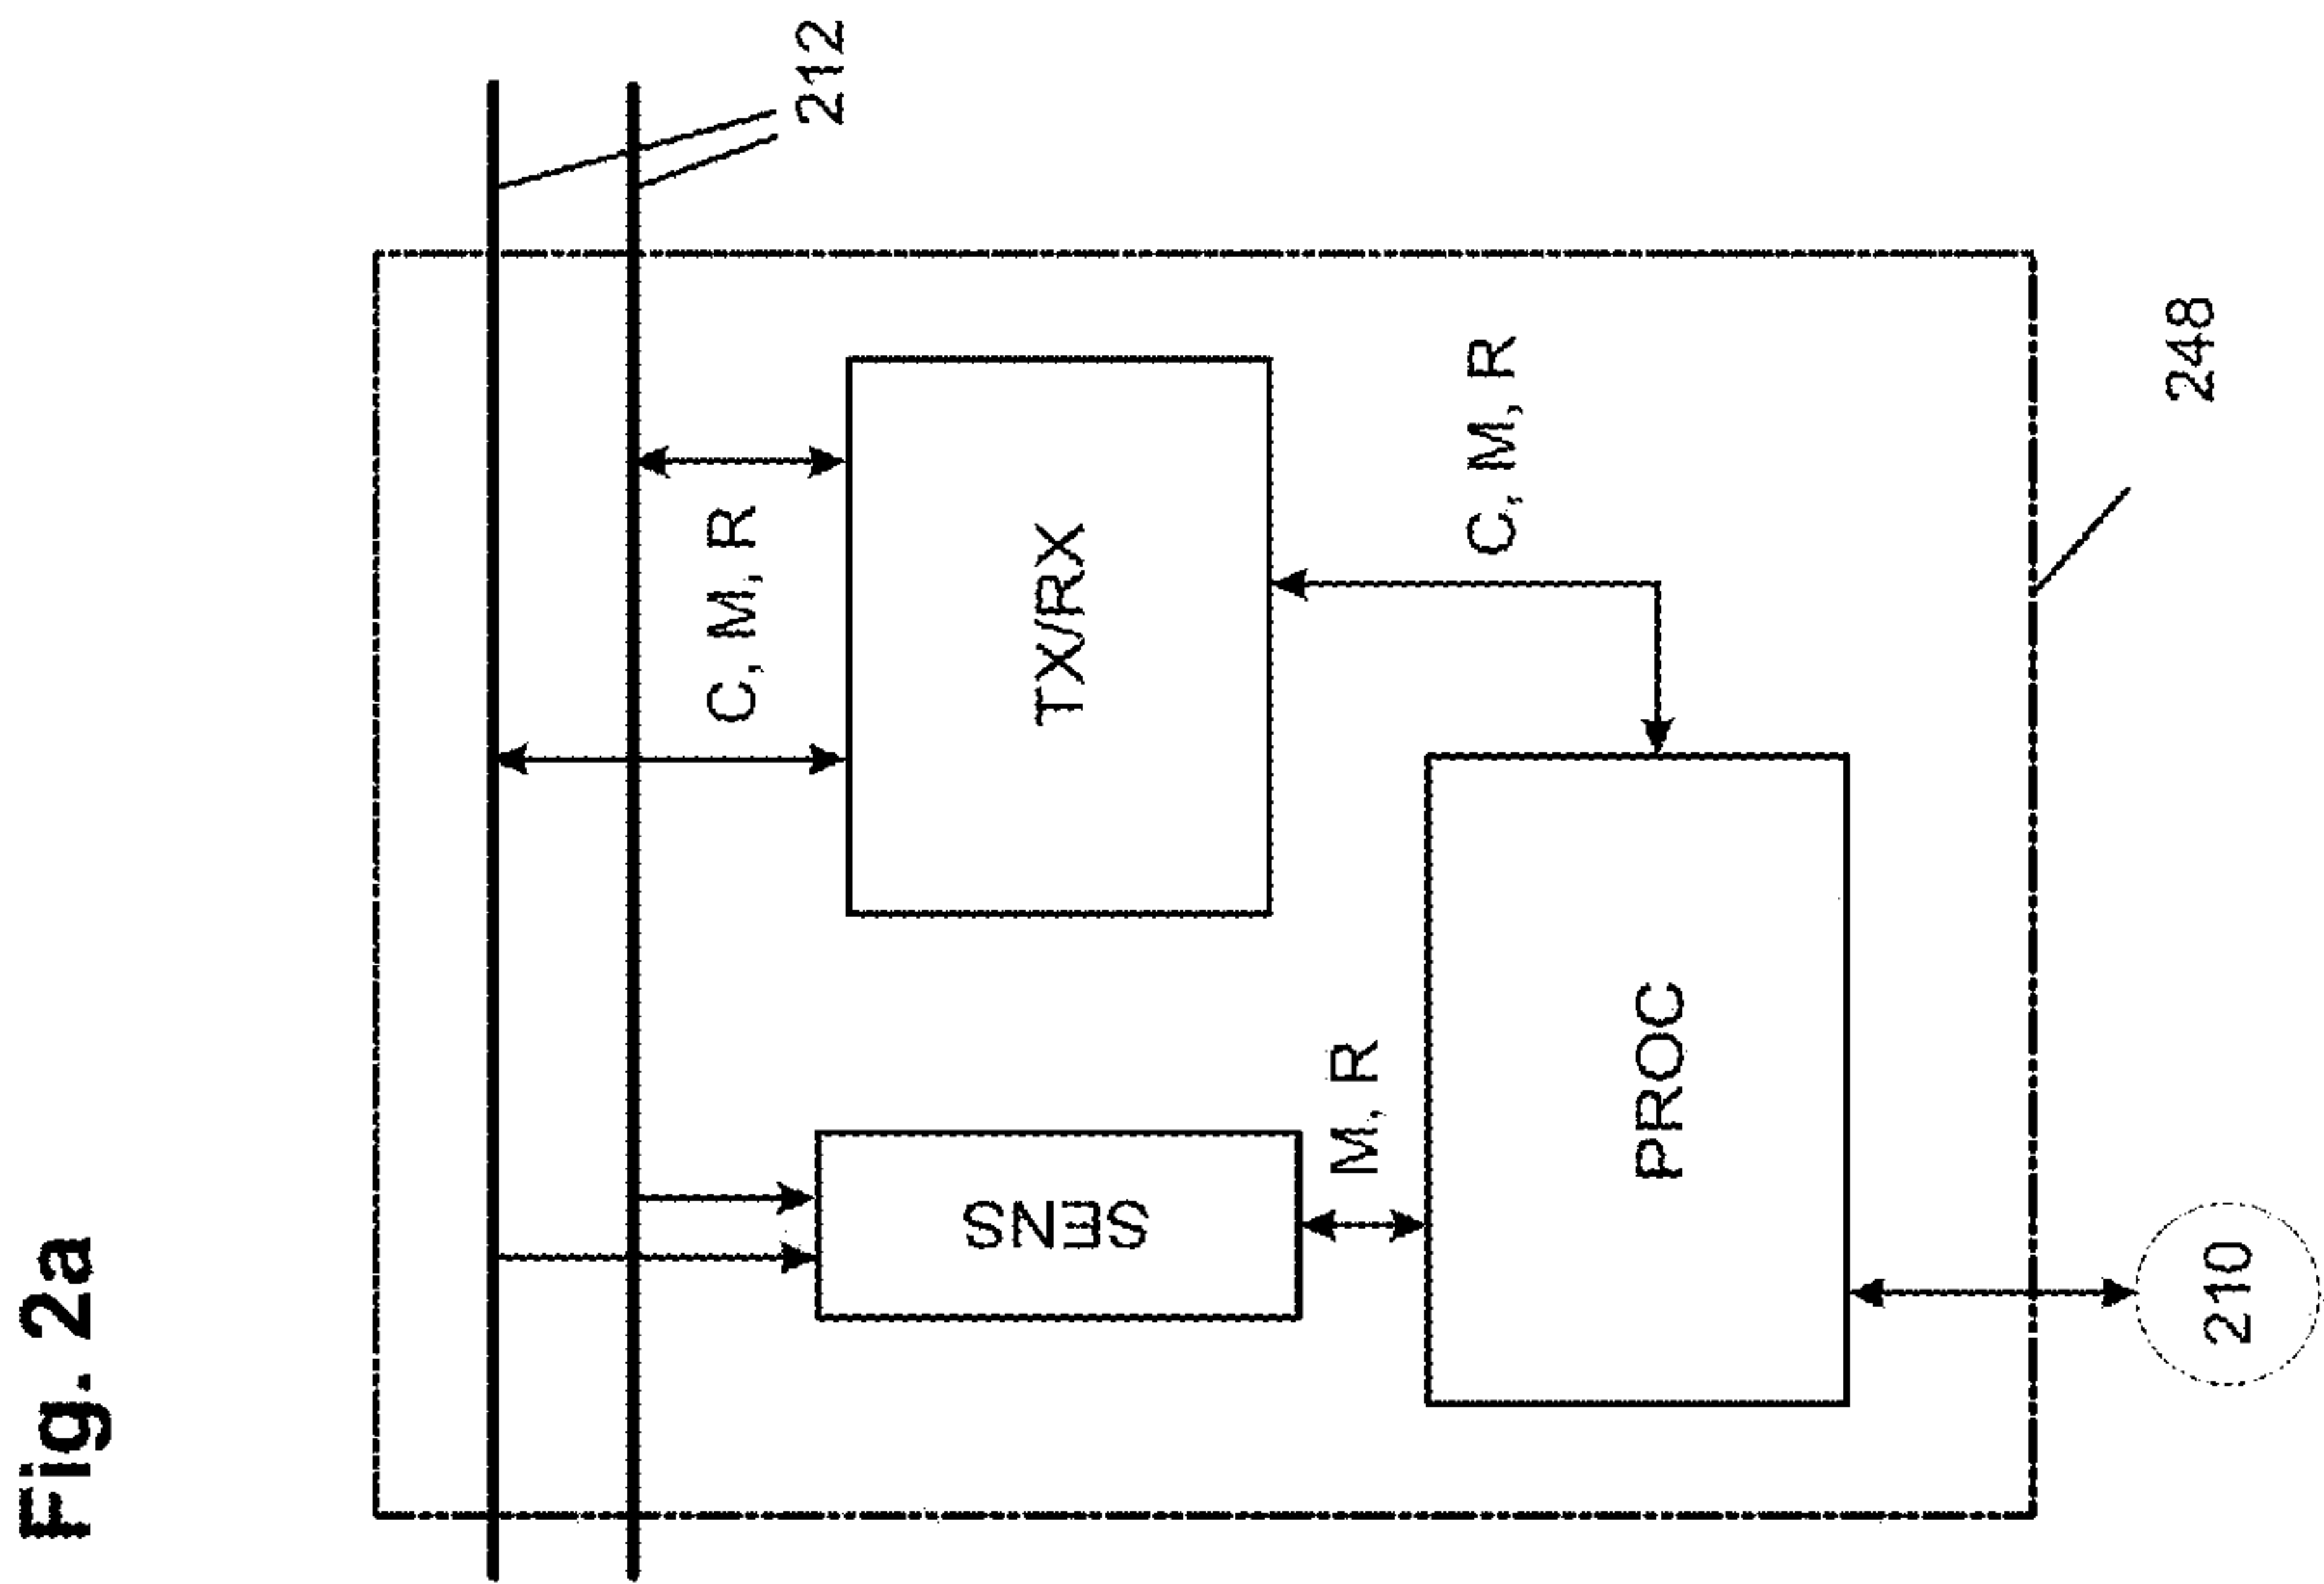 Fig. 2a
212
C, M, R
TX/RX
SENS
M, R
C, M, R
PROC
248
210